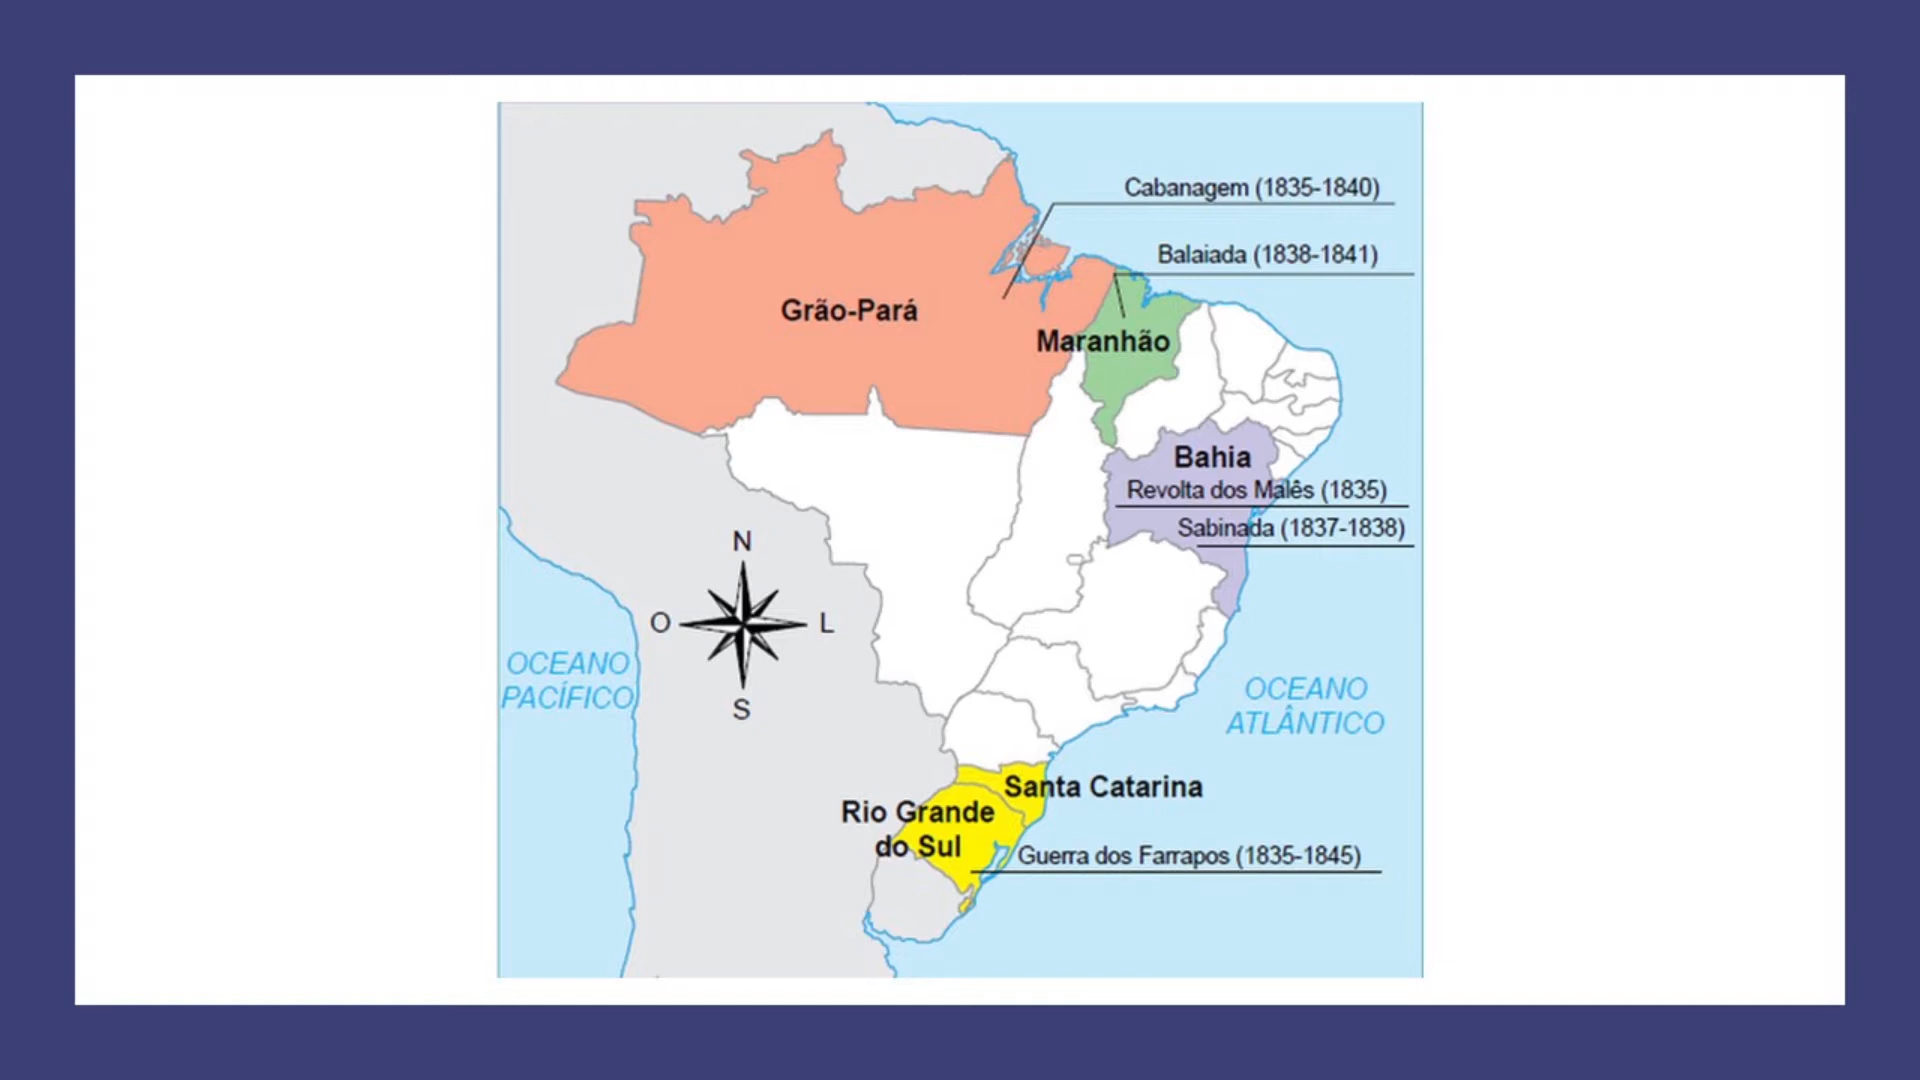 Cabanagem (1835-1840)
Balaiada (1838-1841)
Grão-Pará
Maranhão
Bahia
Revolta dos Malês (1835)
Sabinada (1837-1838)
N
O
L
S
OCEANO
PACÍFICO
OCEANO
ATLÂNTICO
Santa Catarina
Rio Grande
do Sul
Guerra dos Farrapos (1835-1845)